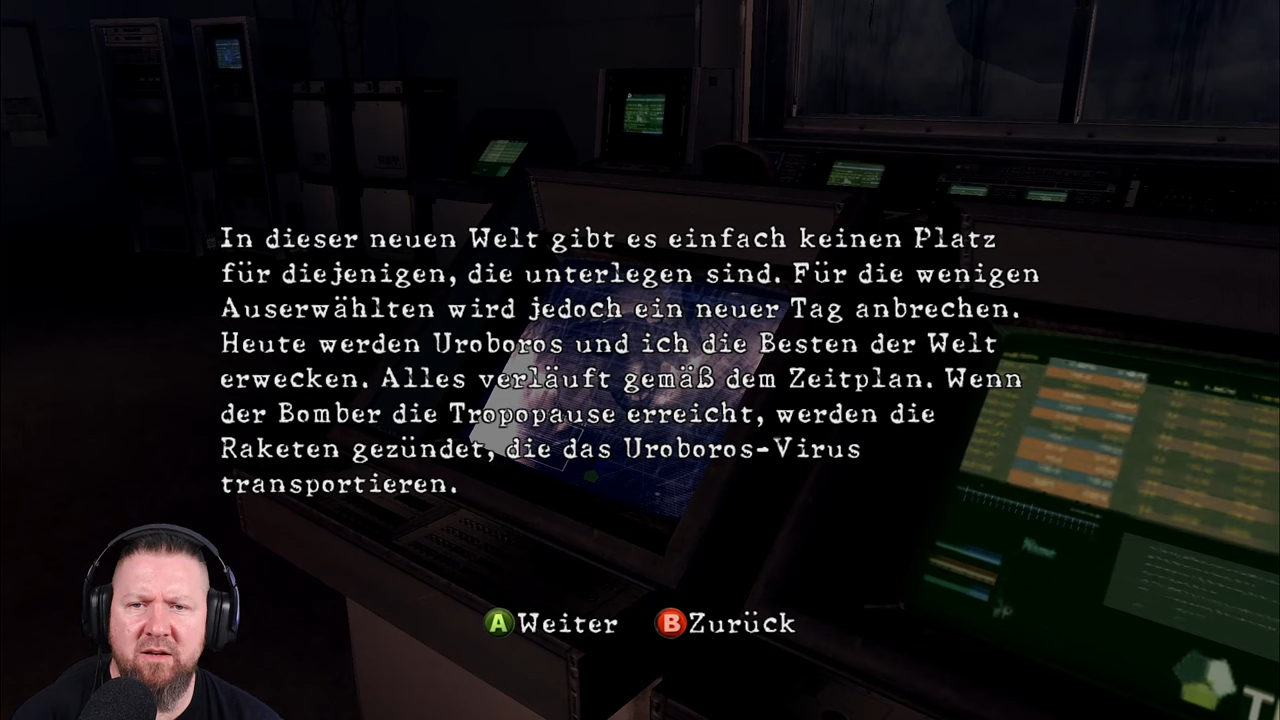 In dieser neuen Welt gibt es einfach keinen Platz
für diejenigen, die unterlegen sind. Für die wenigen
Auserwählten wird jedoch ein neuer Tag anbrechen.
Heute werden Uroboros und ich die Besten der Welt
erwecken. Alles verläuft gemäß dem Zeitplan. Wenn
der Bomber die Tropopause erreicht, werden die
Raketen gezündet, die das Uroboros-Virus
transportieren.
A Weiter B Zurück